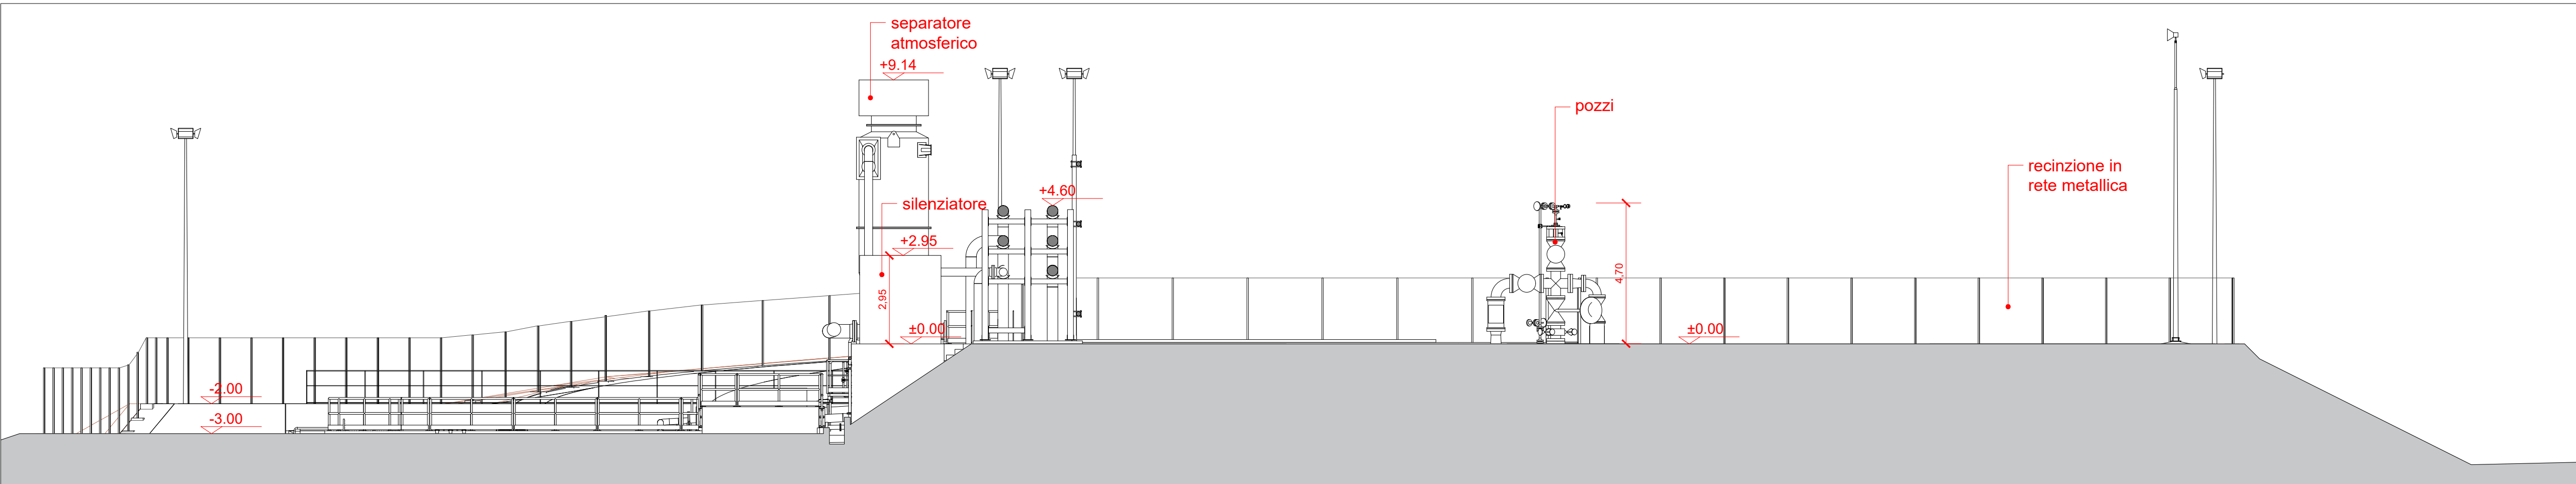 separatore
atmosferico
+9.14
pozzi
recinzione in
rete metallica
+4.60
silenziatore
+2.95
2,95
4,70
±0.00
±0.00
-2.00
-3.00